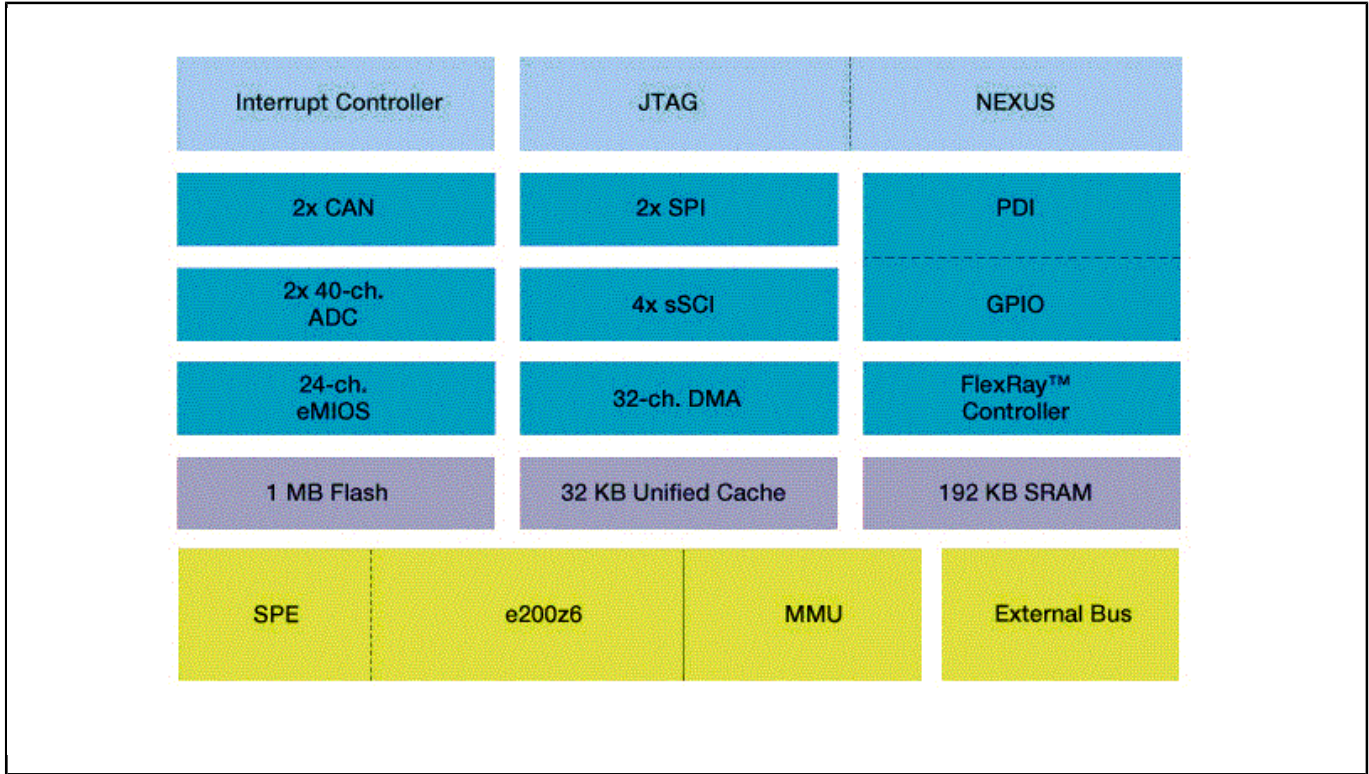 Interrupt Controller
JTAG
NEXUS
2x CAN
2x SPI
PDI
2x 40-ch.
ADC
4x sSCI
GPIO
24-ch.
eMIOS
32-ch. DMA
FlexRay™
Controller
1 MB Flash
32 KB Unified Cache
192 KB SRAM
SPE
e200z6
MMU
External Bus